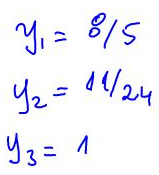 y₁ = 8/5
y₂ = 11/24
y₃ = 1